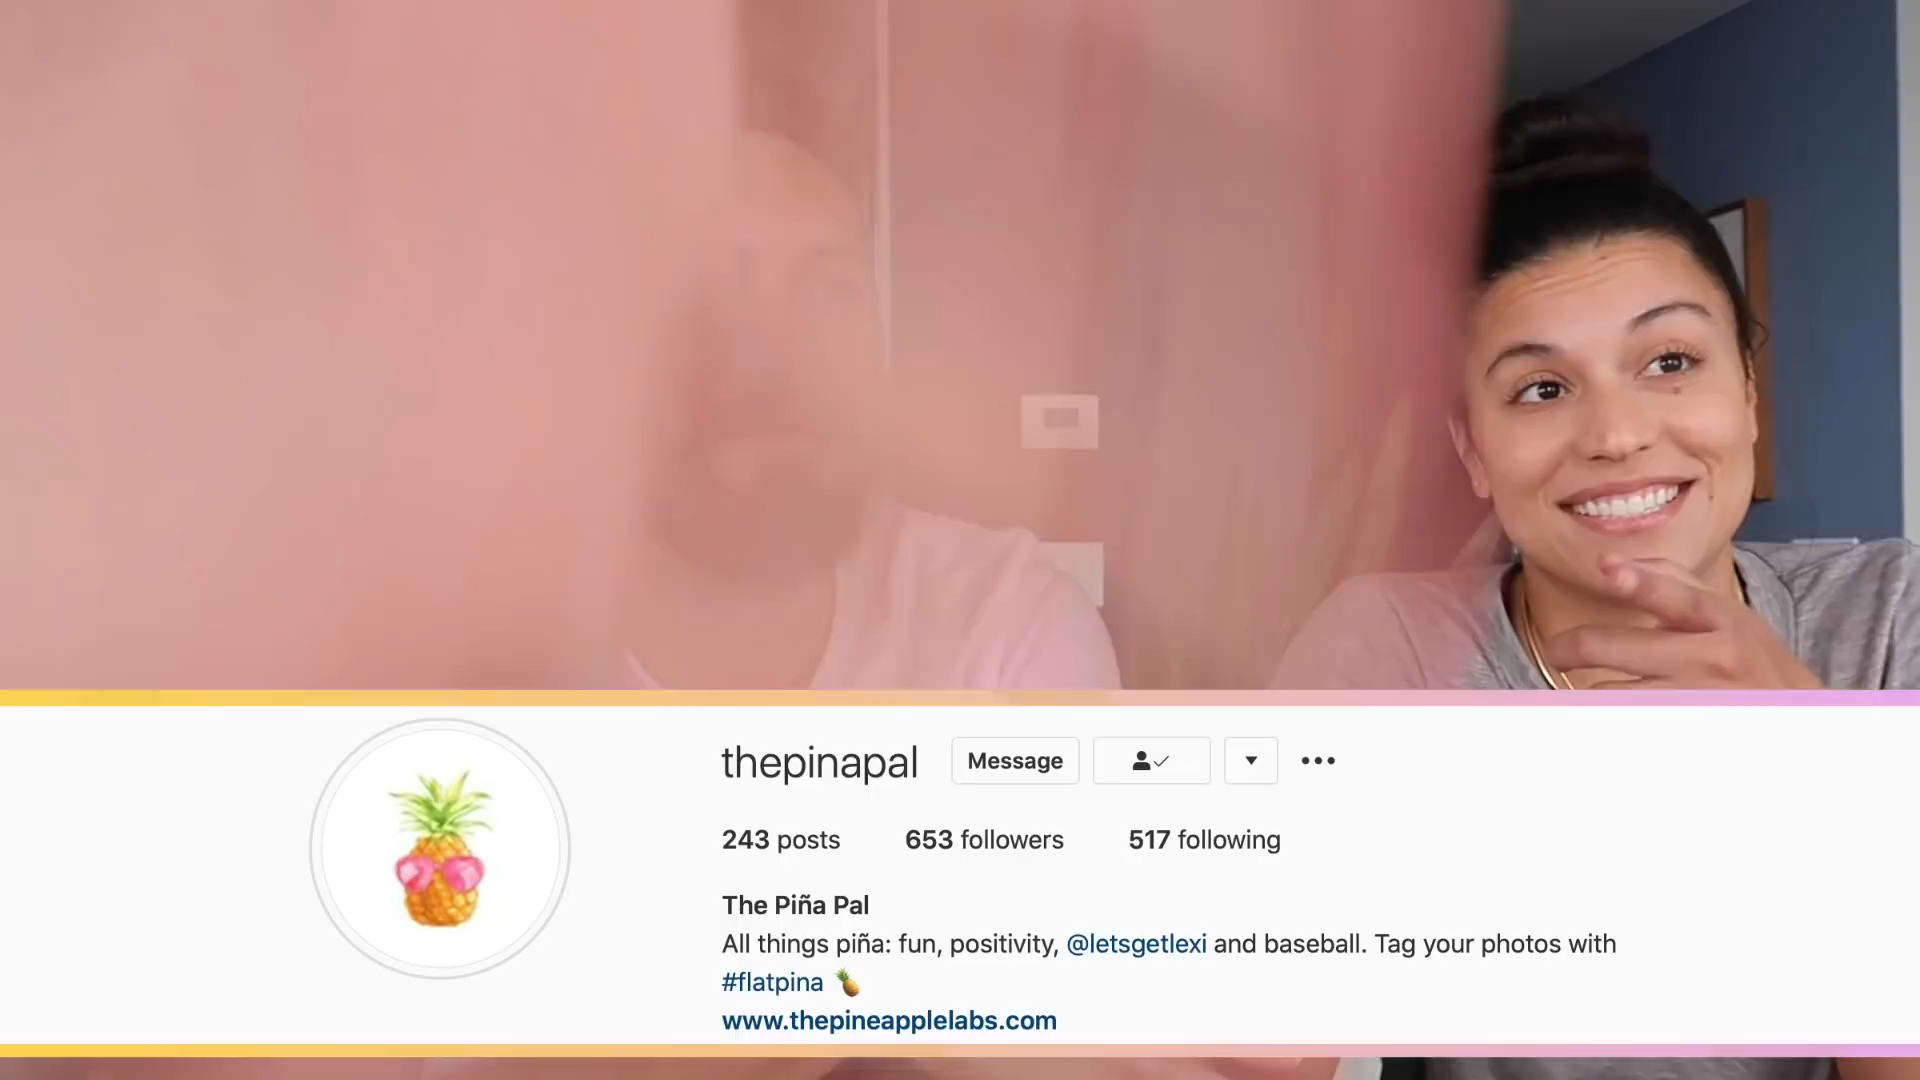 thepinapal Message
243 posts 653 followers 517 following
The Piña Pal
All things piña: fun, positivity, @letsgetlexi and baseball. Tag your photos with
#flatpina 🍍
www.thepineapplelabs.com